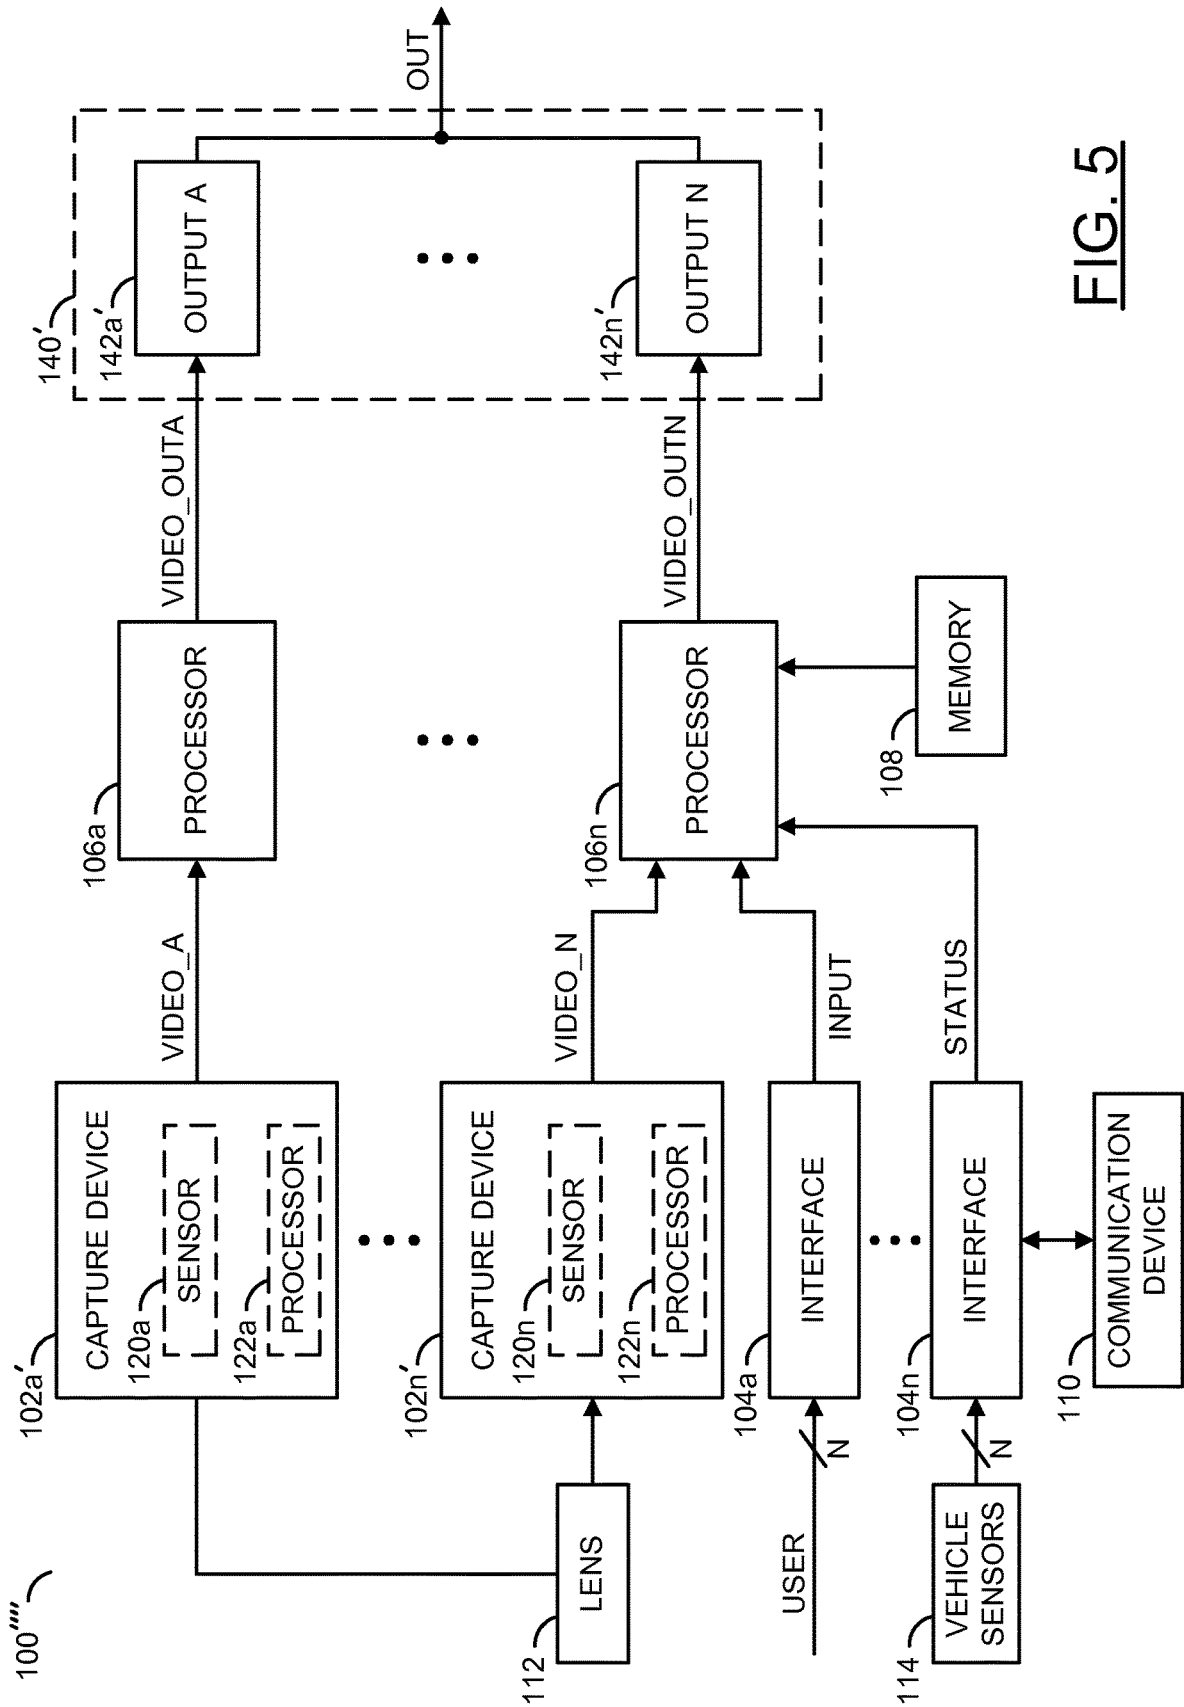 100''''
102a'
CAPTURE DEVICE
120a
SENSOR
122a
PROCESSOR
VIDEO_A
106a
PROCESSOR
VIDEO_OUTA
140'
142a'
OUTPUT A
OUT
102n'
CAPTURE DEVICE
120n
SENSOR
122n
PROCESSOR
VIDEO_N
106n
PROCESSOR
VIDEO_OUTN
142n'
OUTPUT N
112
LENS
USER
N
104a
INTERFACE
INPUT
114
VEHICLE
SENSORS
N
104n
INTERFACE
STATUS
108
MEMORY
110
COMMUNICATION
DEVICE
FIG. 5